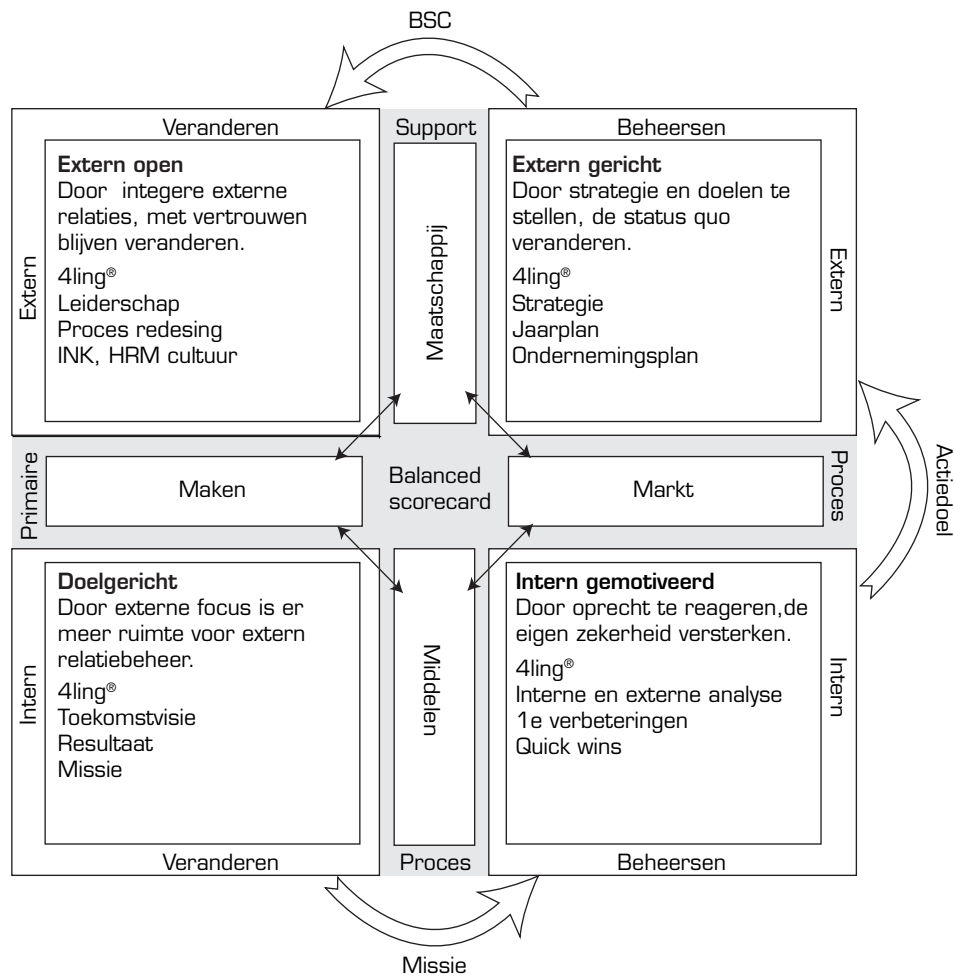 BSC
Veranderen
Support
Beheersen
Extern
Extern open
Door integere externe
relaties, met vertrouwen
blijven veranderen.
4ling®
Leiderschap
Proces redesing
INK, HRM cultuur
Maatschappij
Extern gericht
Door strategie en doelen te
stellen, de status quo
veranderen.
4ling®
Strategie
Jaarplan
Ondernemingsplan
Extern
Primaire
Maken
Balanced
scorecard
Markt
Proces
Actiedoel
Intern
Doelgericht
Door externe focus is er
meer ruimte voor extern
relatiebeheer.
4ling®
Toekomstvisie
Resultaat
Missie
Middelen
Intern gemotiveerd
Door oprecht te reageren,de
eigen zekerheid versterken.
4ling®
Interne en externe analyse
1e verbeteringen
Quick wins
Intern
Veranderen
Proces
Beheersen
Missie